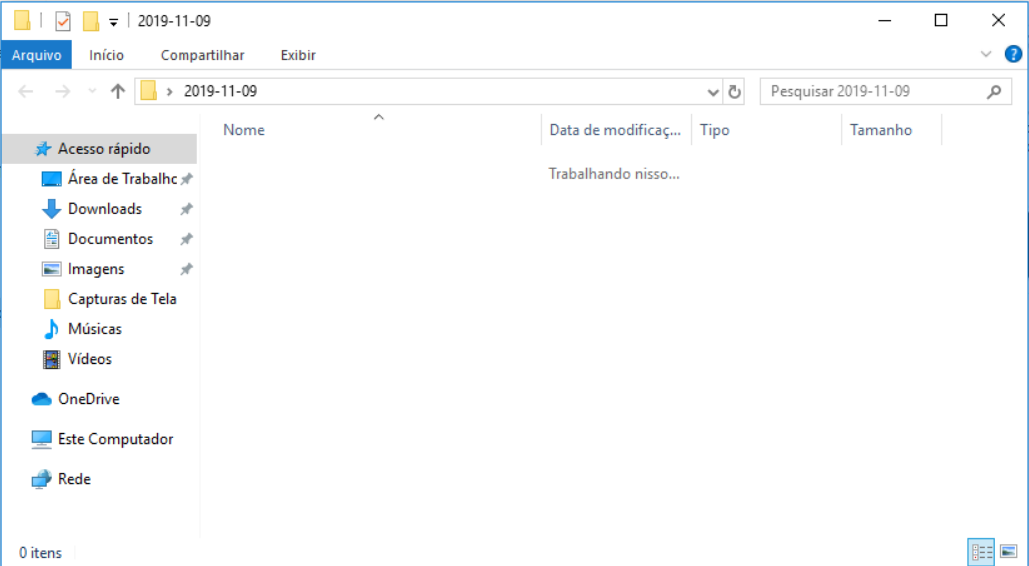 2019-11-09
Arquivo Início Compartilhar Exibir
2019-11-09 Pesquisar 2019-11-09
Nome Data de modificaç... Tipo Tamanho
Trabalhando nisso...
Acesso rápido
Área de Trabalho
Downloads
Documentos
Imagens
Capturas de Tela
Músicas
Vídeos
OneDrive
Este Computador
Rede
0 itens